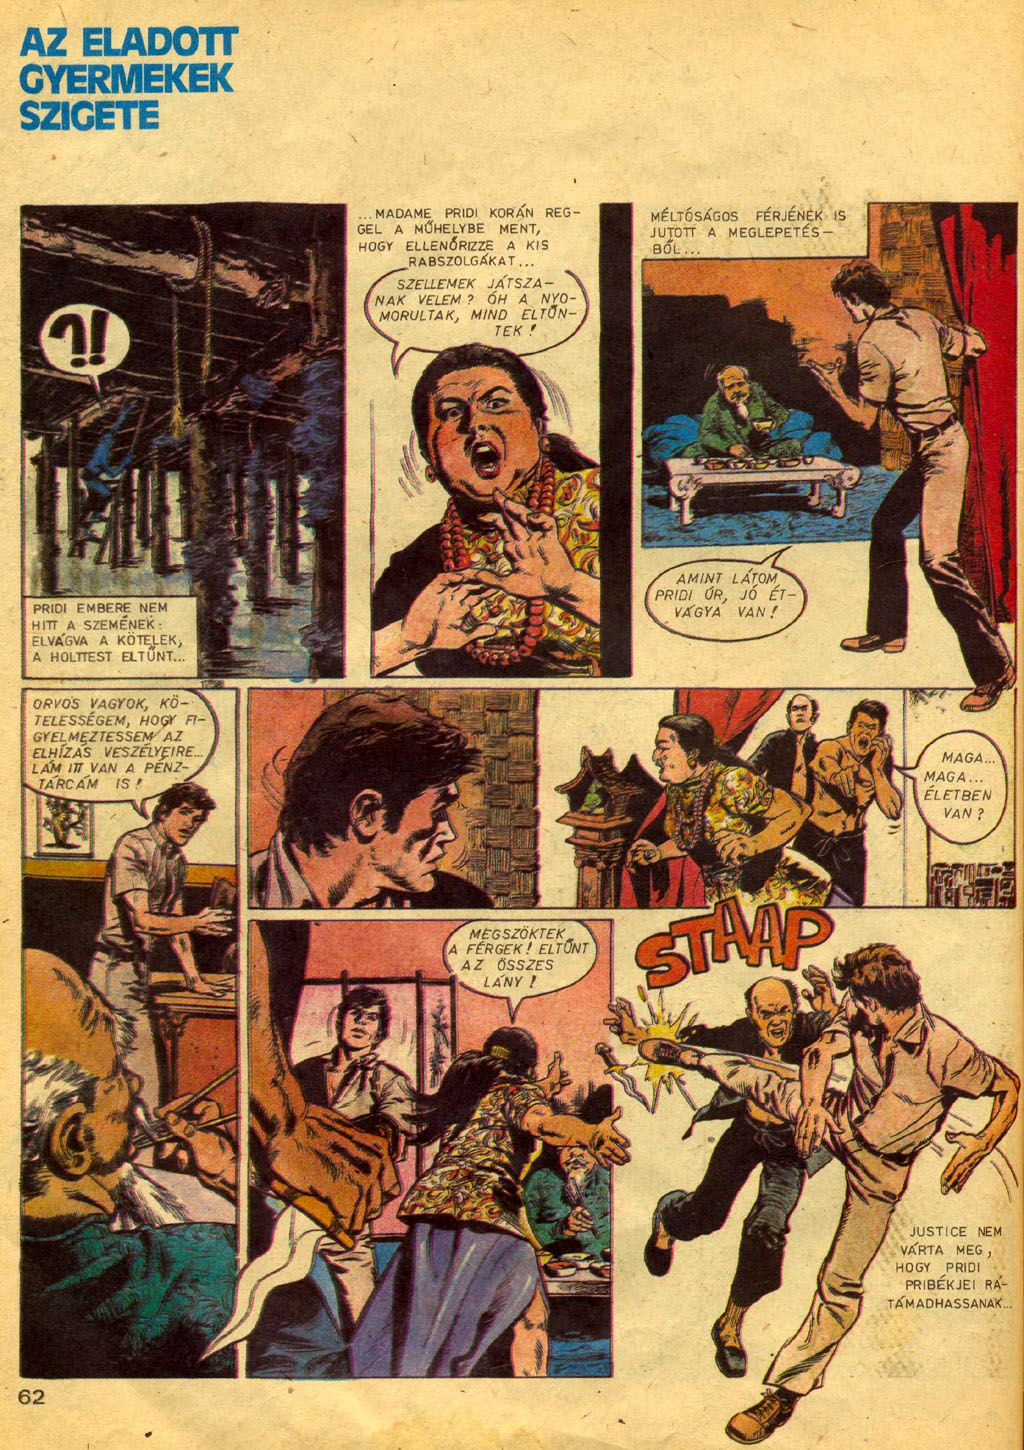 AZ ELADOTT
GYERMEKEK
SZIGETE
?!!
PRIDI EMBERE NEM
HITT A SZEMÉNEK:
ELVÁGVA A KÖTELEK,
A HOLTTEST ELTŰNT...
...MADAME PRIDI KORÁN REG-
GEL A MŰHELYBE MENT,
HOGY ELLENŐRIZZE A KIS
RABSZOLGÁKAT...
SZELLEMEK JÁTSZA-
NAK VELEM? ÓH A NYO-
MORULTAK, MIND ELTŰN-
TEK!
MÉLTÓSÁGOS FÉRJÉNEK IS
JUTOTT A MEGLEPETÉS-
BŐL...
AMINT LÁTOM
PRIDI ÚR, JÓ ÉT-
VÁGYA VAN!
ORVOS VAGYOK, KÖ-
TELESSÉGEM, HOGY FI-
GYELMEZTESSEM AZ
ELHÍZÁS VESZÉLYEIRE...
LÁM ITT VAN A PÉNZ-
TÁRCÁM IS!
MAGA...
MAGA...
ÉLETBEN
VAN?
MEGSZÖKTEK
A FÉRGEK! ELTŰNT
AZ ÖSSZES
LÁNY!
STAAP
JUSTICE NEM
VÁRTA MEG,
HOGY PRIDI
PRIBÉKJEI RÁ-
TÁMADHASSANAK...
62